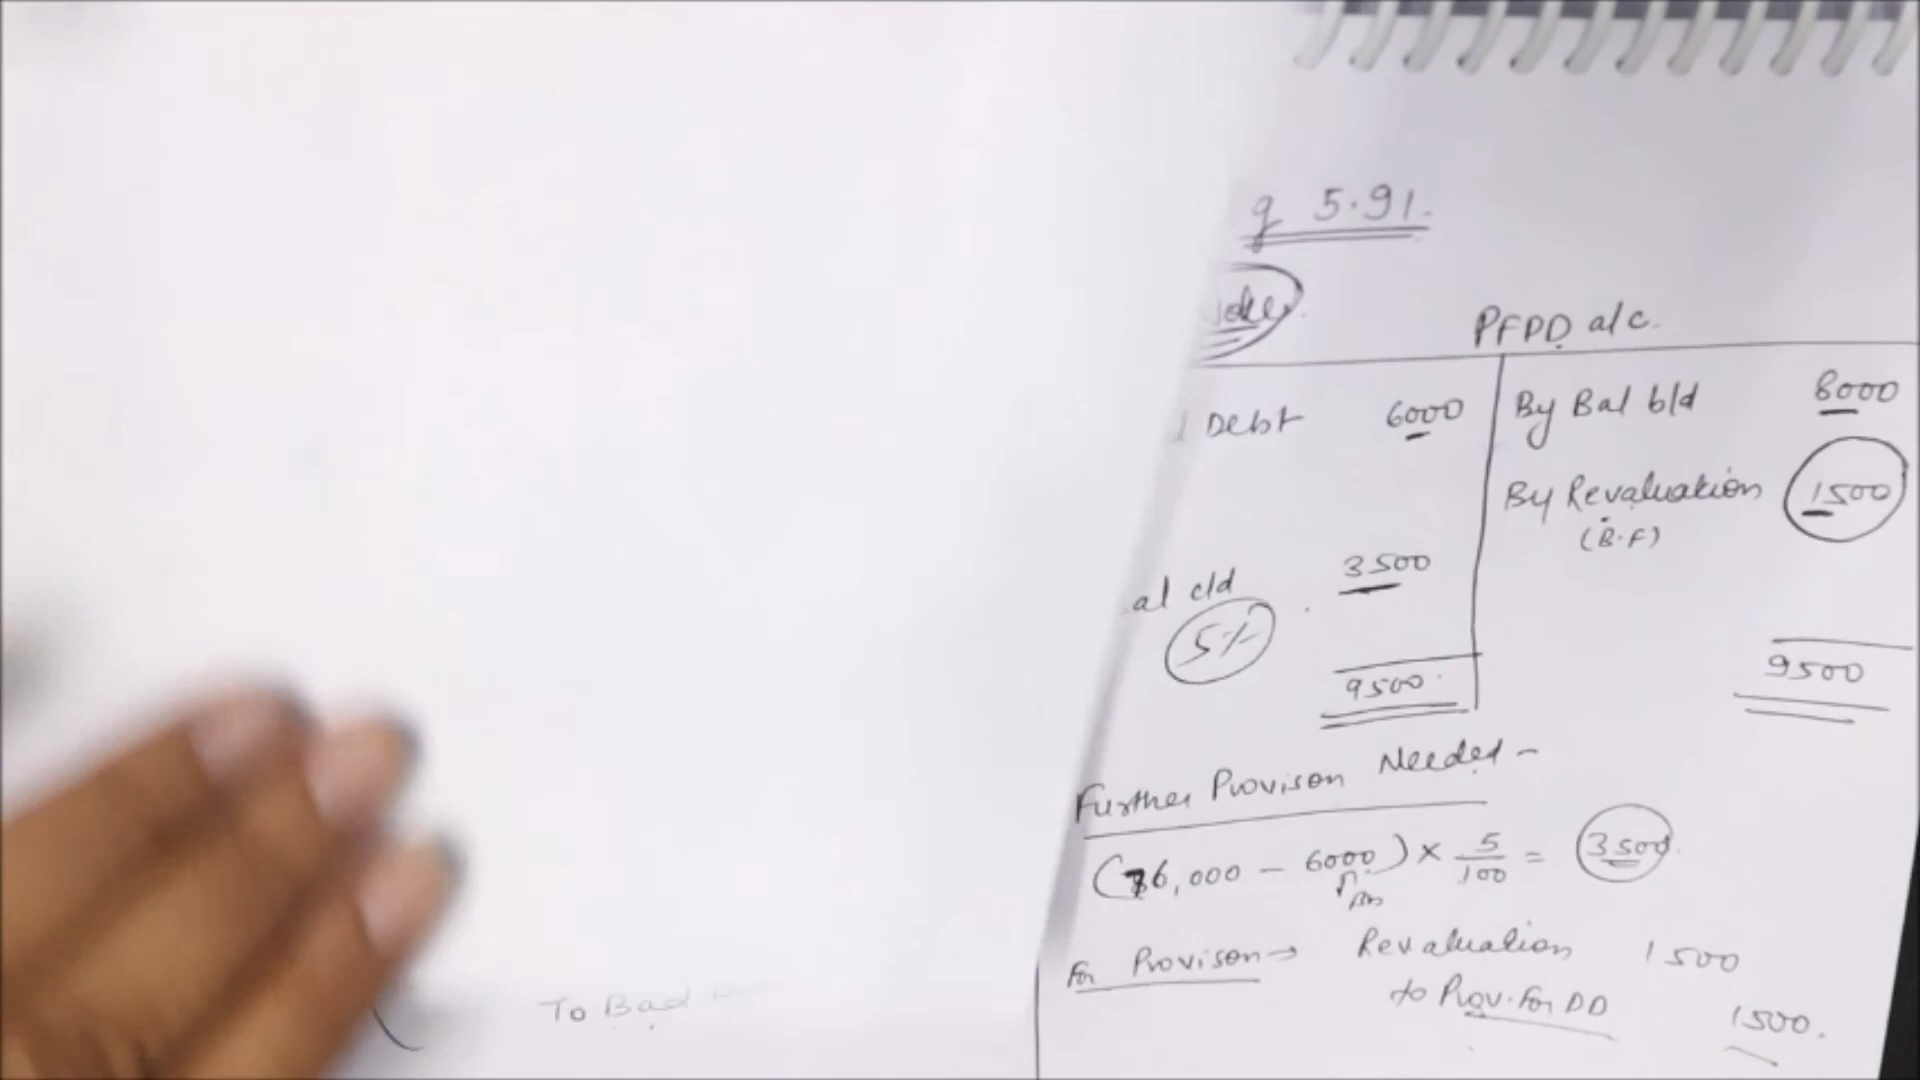 g 5.91.
PFPD a/c.
Debt 6000 By Bal b/d 8000
By Revaluation 1500
(B.F)
al c/d 3500
5%
9500 9500
Further Provison Needed -
(76,000 - 6000) × 5/100 = 3500
For Provison → Revaluation 1500
to Prov. for DD 1500.
To Bad